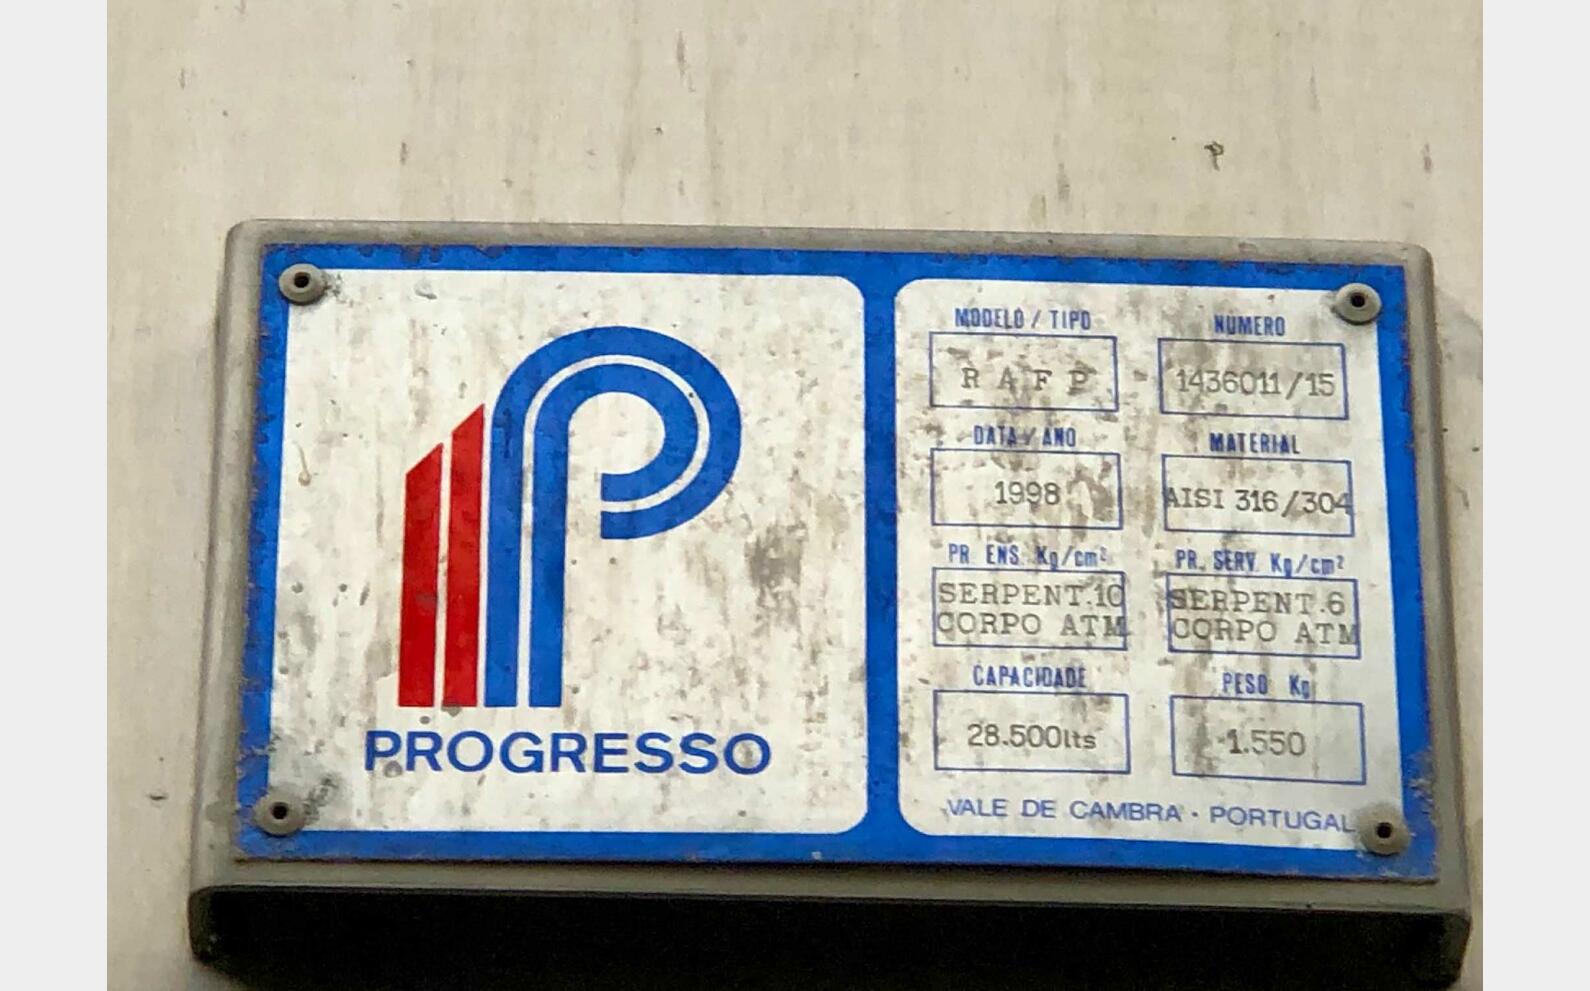 PROGRESSO
MODELO / TIPO
R A F P
NÚMERO
1436011/15
DATA / ANO
1998
MATERIAL
AISI 316/304
PR ENS. Kg/cm²
SERPENT.10
CORPO ATM
PR. SERV. Kg/cm²
SERPENT.6
CORPO ATM
CAPACIDADE
28.500lts
PESO Kg
1.550
VALE DE CAMBRA · PORTUGAL